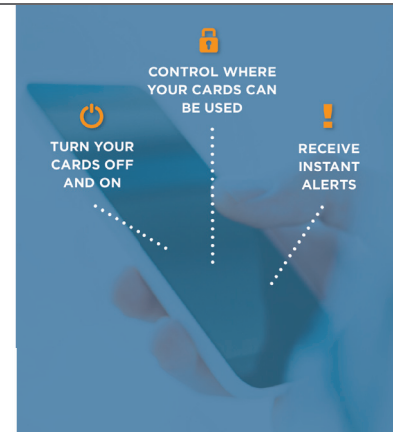 CONTROL WHERE
YOUR CARDS CAN
BE USED
TURN YOUR
CARDS OFF
AND ON
RECEIVE
INSTANT
ALERTS